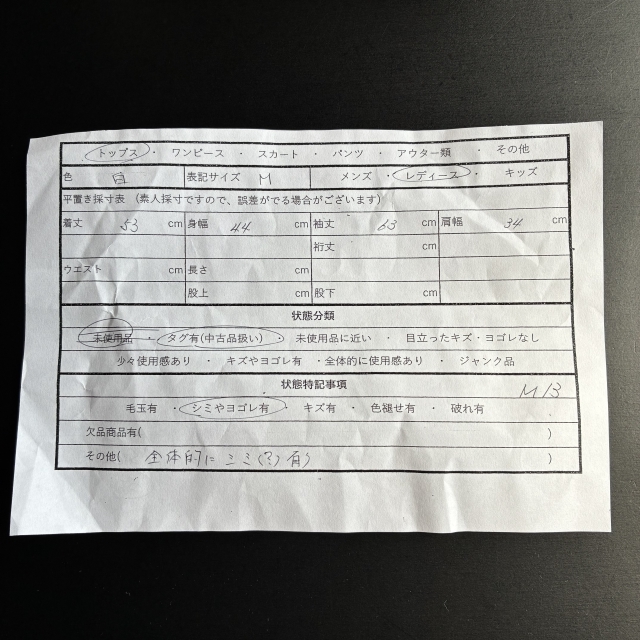 トップス ・ ワンピース ・ スカート ・ パンツ ・ アウター類 ・ その他
色 白 表記サイズ M メンズ ・ レディース ・ キッズ
平置き採寸表 (素人採寸ですので、誤差がでる場合がございます)
着丈 53 cm 身幅 44 cm 袖丈 63 cm 肩幅 34 cm
裄丈 cm
ウエスト cm 長さ cm
股上 cm 股下 cm
状態分類
未使用品 ・ タグ有(中古品扱い) ・ 未使用品に近い ・ 目立ったキズ・ヨゴレなし
少々使用感あり ・ キズやヨゴレ有 ・全体的に使用感あり ・ ジャンク品
状態特記事項 M13
毛玉有 ・ シミやヨゴレ有 ・ キズ有 ・ 色褪せ有 ・ 破れ有
欠品商品有( )
その他( 全体的にシミ(?)有り )